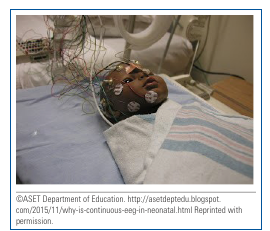 ©ASET Department of Education. http://asetdeptedu.blogspot.
com/2015/11/why-is-continuous-eeg-in-neonatal.html Reprinted with
permission.